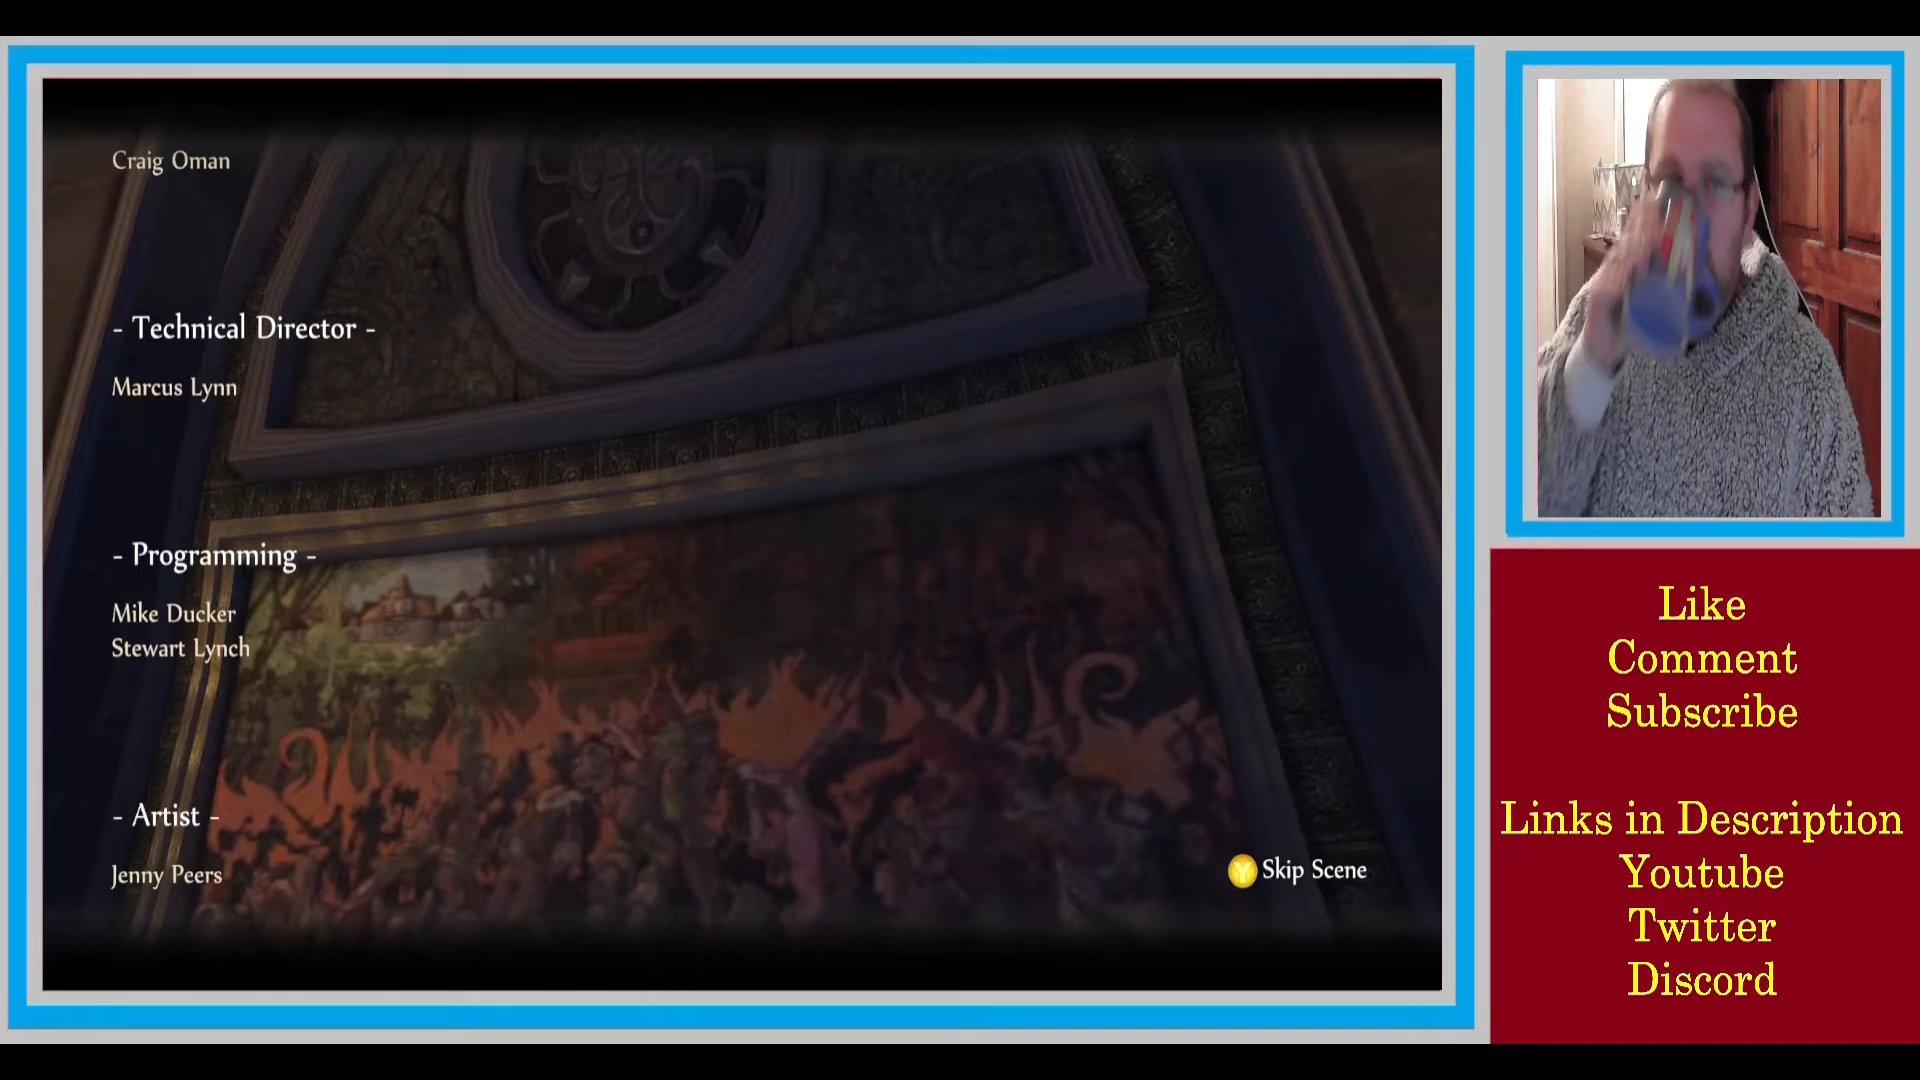 Craig Oman
- Technical Director -
Marcus Lynn
- Programming -
Mike Ducker
Stewart Lynch
- Artist -
Jenny Peers
Y Skip Scene
Like
Comment
Subscribe
Links in Description
Youtube
Twitter
Discord